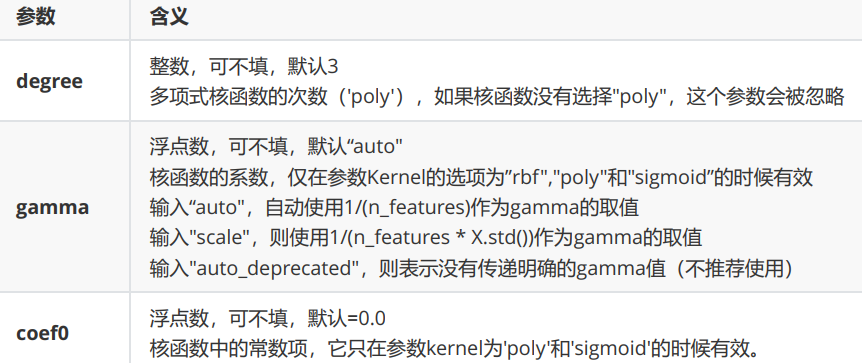 参数 含义
degree
整数，可不填，默认3
多项式核函数的次数（'poly'），如果核函数没有选择"poly"，这个参数会被忽略
gamma
浮点数，可不填，默认“auto"
核函数的系数，仅在参数Kernel的选项为”rbf","poly"和"sigmoid”的时候有效
输入“auto"，自动使用1/(n_features)作为gamma的取值
输入"scale"，则使用1/(n_features * X.std())作为gamma的取值
输入"auto_deprecated"，则表示没有传递明确的gamma值（不推荐使用）
coef0
浮点数，可不填，默认=0.0
核函数中的常数项，它只在参数kernel为'poly'和'sigmoid'的时候有效。